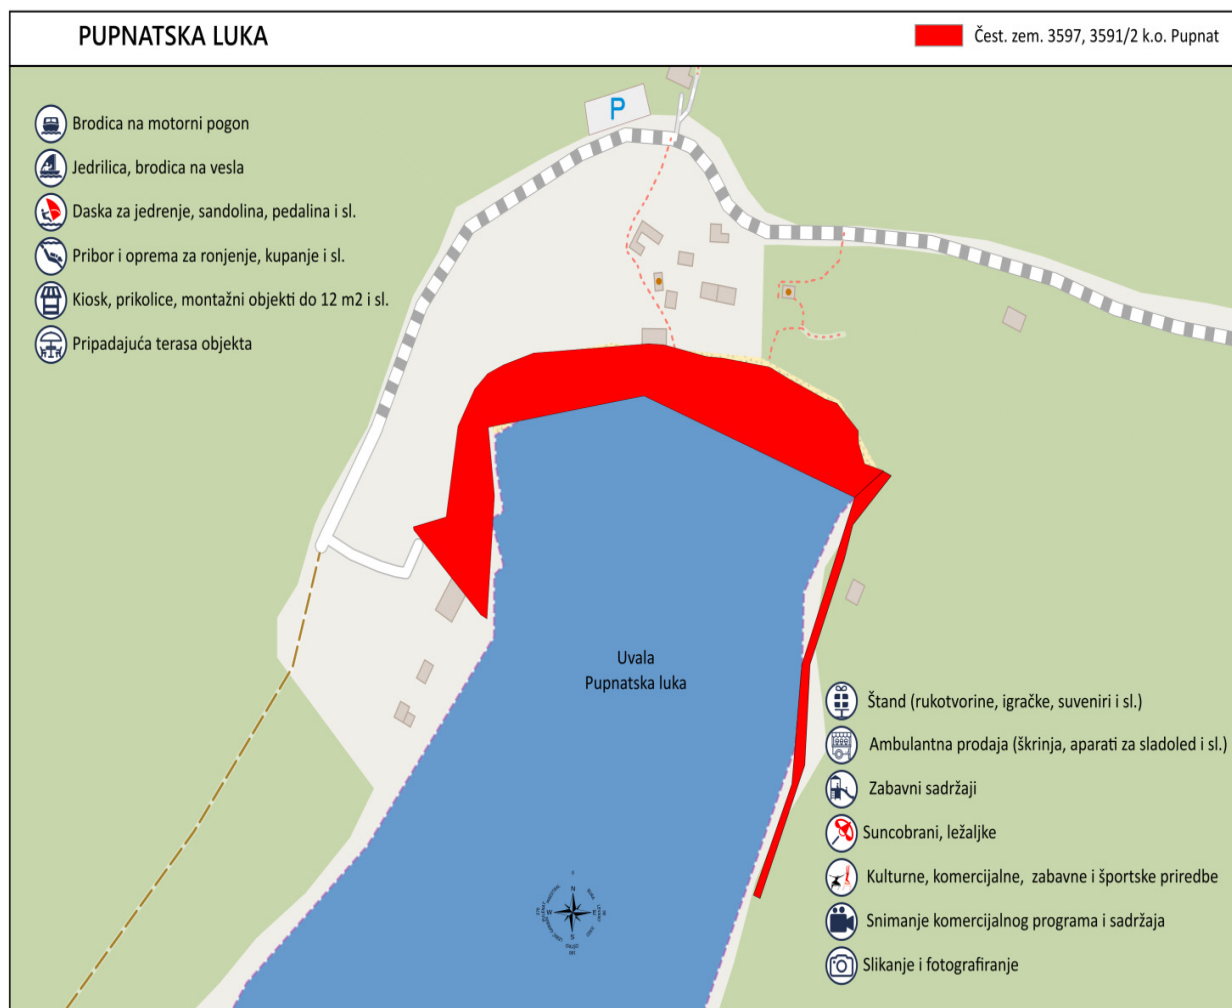 PUPNATSKA LUKA
Čest. zem. 3597, 3591/2 k.o. Pupnat
P
Brodica na motorni pogon
Jedrilica, brodica na vesla
Daska za jedrenje, sandolina, pedalina i sl.
Pribor i oprema za ronjenje, kupanje i sl.
Kiosk, prikolice, montažni objekti do 12 m2 i sl.
Pripadajuća terasa objekta
Uvala
Pupnatska luka
Štand (rukotvorine, igračke, suveniri i sl.)
Ambulantna prodaja (škrinja, aparati za sladoled i sl.)
Zabavni sadržaji
Suncobrani, ležaljke
Kulturne, komercijalne, zabavne i športske priredbe
Snimanje komercijalnog programa i sadržaja
Slikanje i fotografiranje
N
W E
S